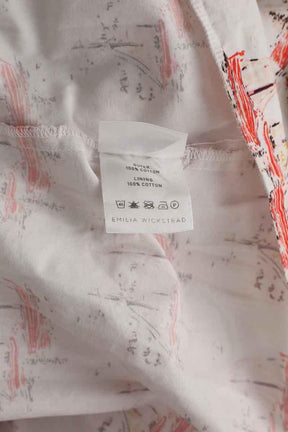 OUTER
100% COTTON
LINING
100% COTTON
EMILIA WICKSTEAD